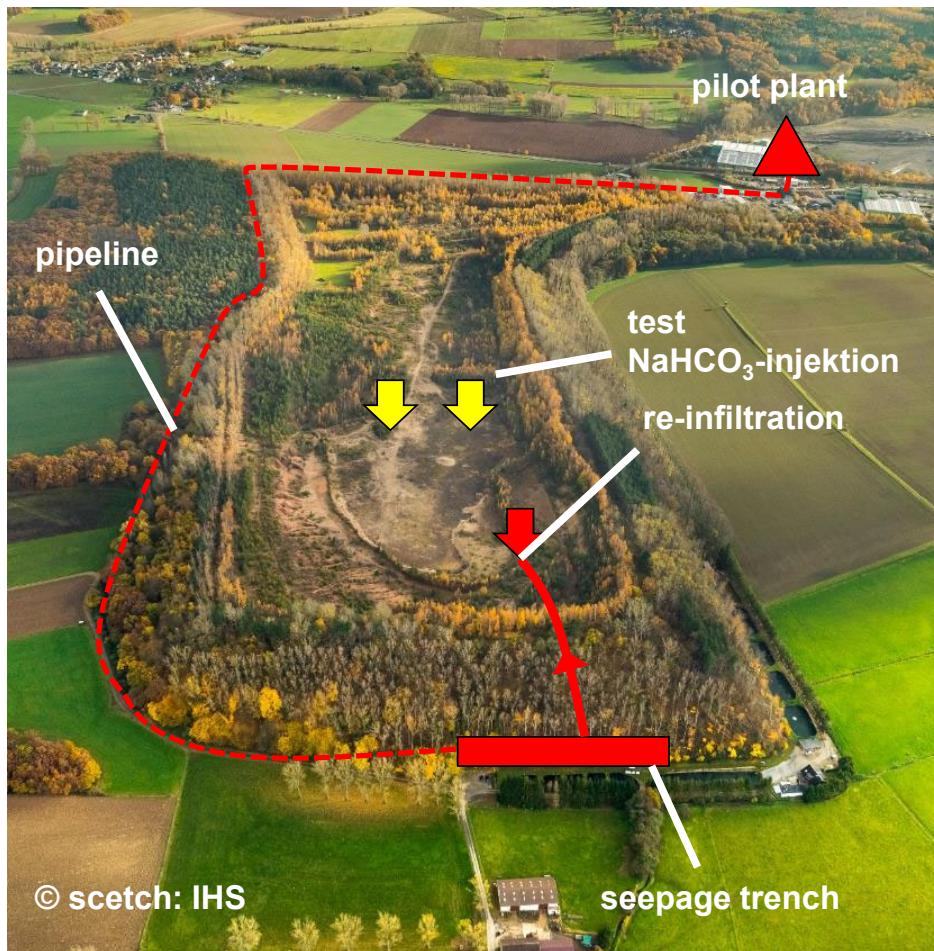 pilot plant
pipeline
test
NaHCO₃-injektion
re-infiltration
© scetch: IHS
seepage trench